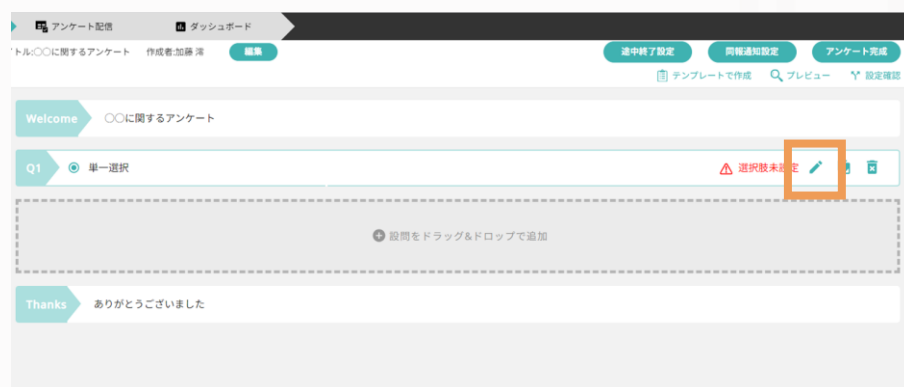 アンケート配信 ダッシュボード
トル:○○に関するアンケート 作成者:加藤 澪 編集 途中終了設定 同報通知設定 アンケート完成
テンプレートで作成 プレビュー 設定確認
Welcome ○○に関するアンケート
Q1 単一選択 選択肢未設定
設問をドラッグ&ドロップで追加
Thanks ありがとうございました